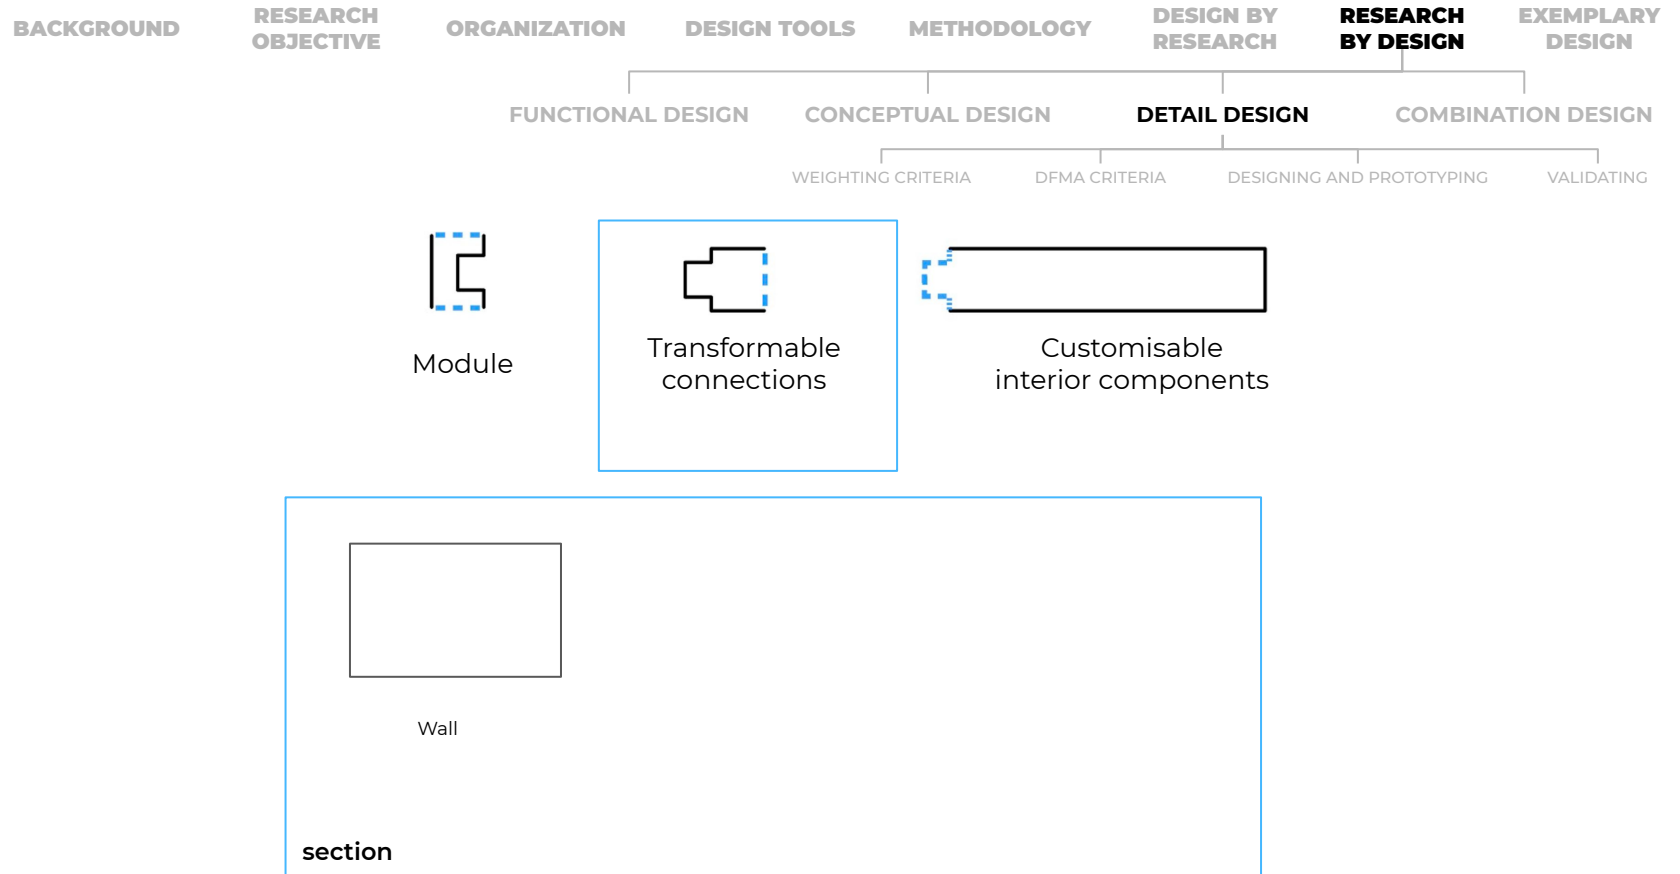 BACKGROUND
RESEARCH
OBJECTIVE
ORGANIZATION
DESIGN TOOLS
METHODOLOGY
DESIGN BY
RESEARCH
RESEARCH
BY DESIGN
EXEMPLARY
DESIGN
FUNCTIONAL DESIGN
CONCEPTUAL DESIGN
DETAIL DESIGN
COMBINATION DESIGN
WEIGHTING CRITERIA
DFMA CRITERIA
DESIGNING AND PROTOTYPING
VALIDATING
Module
Transformable
connections
Customisable
interior components
Wall
section